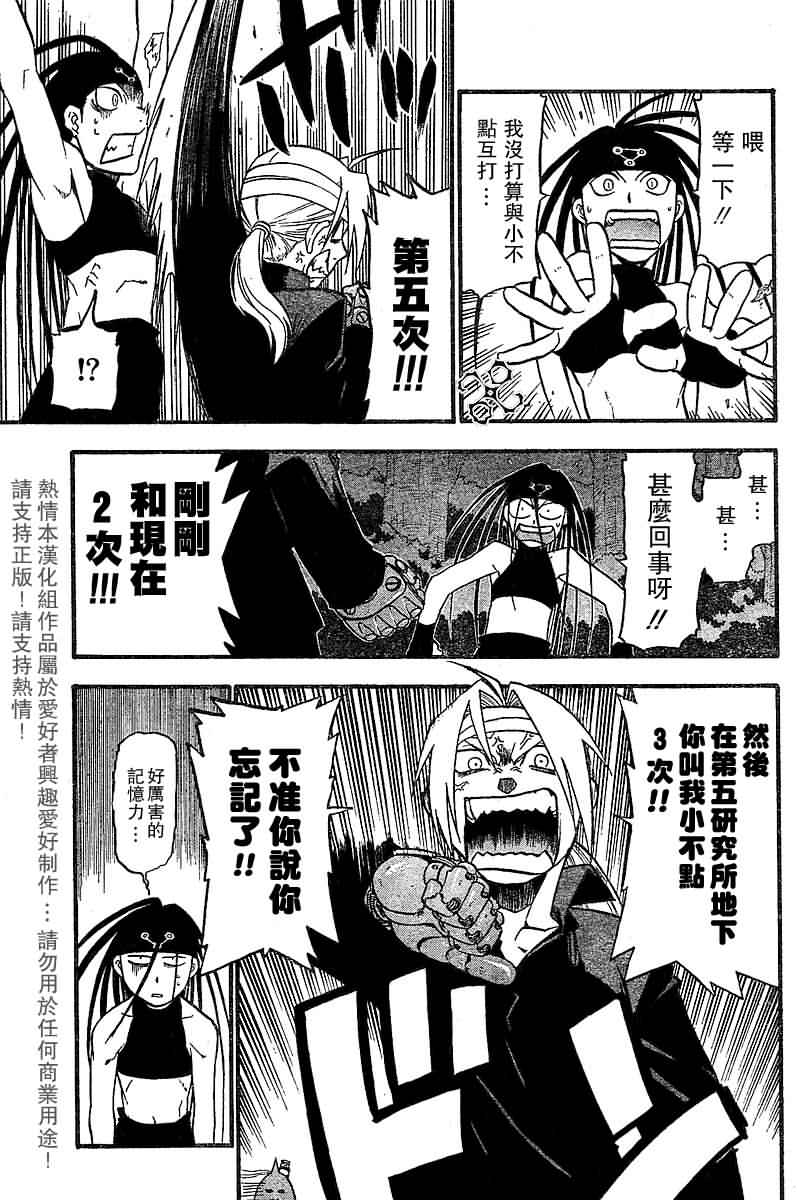 喂
等一下!!
我沒打算與小不
點互打…
第五次!!!
!?
甚…
甚…
甚麼回事呀!!
剛剛
和現在
2次!!!
然後
在第五研究所地下
你叫我小不點
3次!!
不准你說你
忘記了!!
好厲害的
記憶力…
ド
熱情本漢化組作品屬於愛好者興趣愛好制作…請勿用於任何商業用途！
請支持正版！請支持熱情！